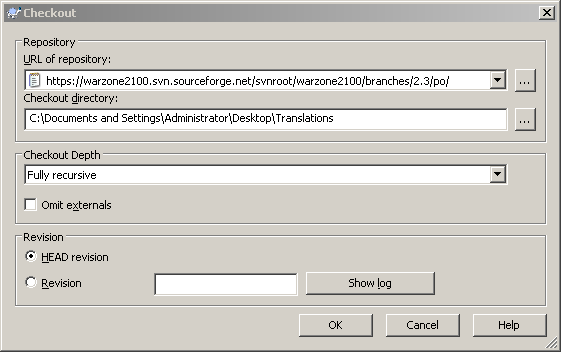 Checkout
Repository
URL of repository:
https://warzone2100.svn.sourceforge.net/svnroot/warzone2100/branches/2.3/po/
...
Checkout directory:
C:\Documents and Settings\Administrator\Desktop\Translations
...
Checkout Depth
Fully recursive
Omit externals
Revision
HEAD revision
Revision
Show log
OK Cancel Help